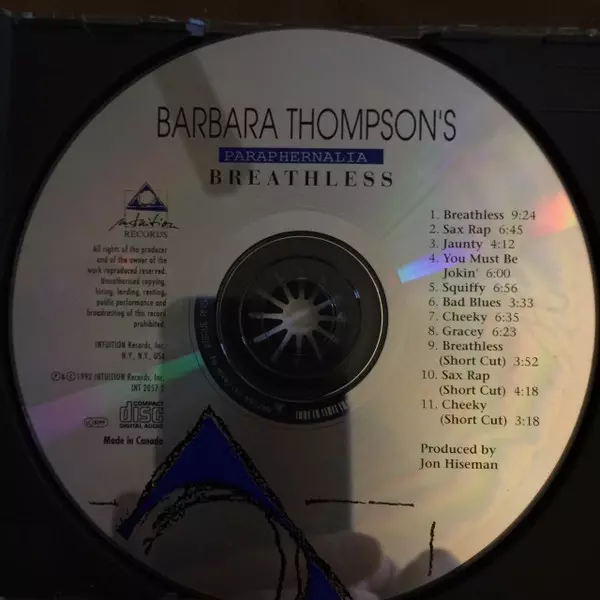 BARBARA THOMPSON'S
PARAPHERNALIA
BREATHLESS
intuition
RECORDS
All rights of the producer
and of the owner of the
work reproduced reserved.
Unauthorised copying,
hiring, lending, renting,
public performance and
broadcasting of this record
prohibited.
INTUITION Records, Inc.
N.Y., N.Y., USA
INTUITION Records, Inc.
INT 2057 2
COMPACT
disc
DIGITAL AUDIO
Made in Canada
1. Breathless 9:24
2. Sax Rap 6:45
3. Jaunty 4:12
4. You Must Be
Jokin' 6:00
5. Squiffy 6:56
6. Bad Blues 3:33
7. Cheeky 6:35
8. Gracey 6:23
9. Breathless
(Short Cut) 3:52
10. Sax Rap
(Short Cut) 4:18
11. Cheeky
(Short Cut) 3:18
Produced by
Jon Hiseman